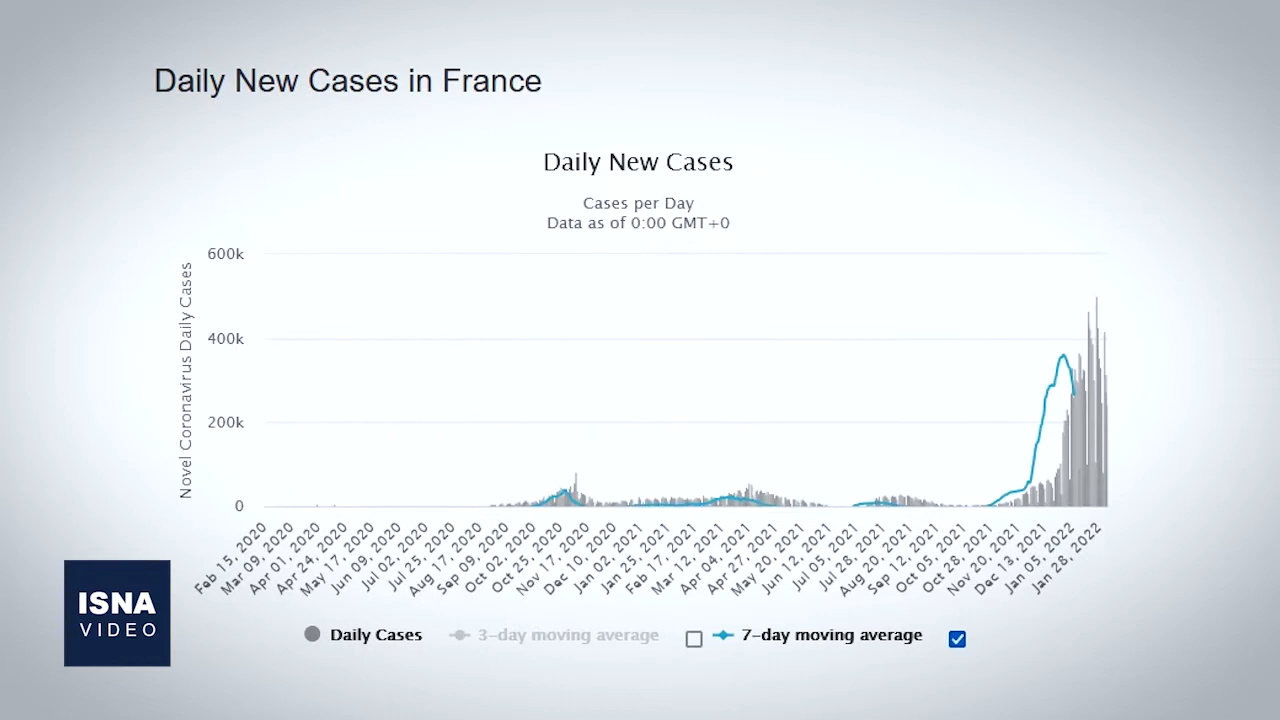 Daily New Cases in France
Daily New Cases
Cases per Day
Data as of 0:00 GMT+0
Novel Coronavirus Daily Cases
600k
400k
200k
0
Feb 15, 2020
Mar 09, 2020
Apr 01, 2020
Apr 24, 2020
May 17, 2020
Jun 09, 2020
Jul 02, 2020
Jul 25, 2020
Aug 17, 2020
Sep 09, 2020
Oct 02, 2020
Oct 25, 2020
Nov 17, 2020
Dec 10, 2020
Jan 02, 2021
Jan 25, 2021
Feb 17, 2021
Mar 12, 2021
Apr 04, 2021
Apr 27, 2021
May 20, 2021
Jun 12, 2021
Jul 05, 2021
Jul 28, 2021
Aug 20, 2021
Sep 12, 2021
Oct 05, 2021
Oct 28, 2021
Nov 20, 2021
Dec 13, 2021
Jan 05, 2022
Jan 28, 2022
Daily Cases
3-day moving average
7-day moving average
ISNA
VIDEO